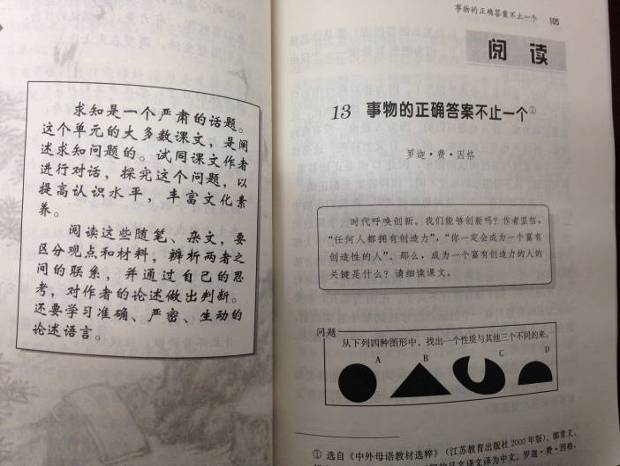 求知是一个严肃的话题。
这个单元的大多数课文，是阐
述求知问题的。试同课文作者
进行对话，探究这个问题，以
提高认识水平，丰富文化素
养。
阅读这些随笔、杂文，要
区分观点和材料，辨析两者之
间的联系，并通过自己的思
考，对作者的论述做出判断。
还要学习准确、严密、生动的
论述语言。
事物的正确答案不止一个 105
阅 读
13 事物的正确答案不止一个①
罗迦·费·因格
时代呼唤创新。我们能够创新吗？作者坚信，
“任何人都拥有创造力”，“你一定会成为一个富有
创造性的人”。那么，成为一个富有创造力的人的
关键是什么？请细读课文。
问题
从下列四种图形中，找出一个性质与其他三个不同的来。
A B C D
① 选自《中外母语教材选粹》（江苏教育出版社2000年版）。
译为中文。罗迦·费·因格，